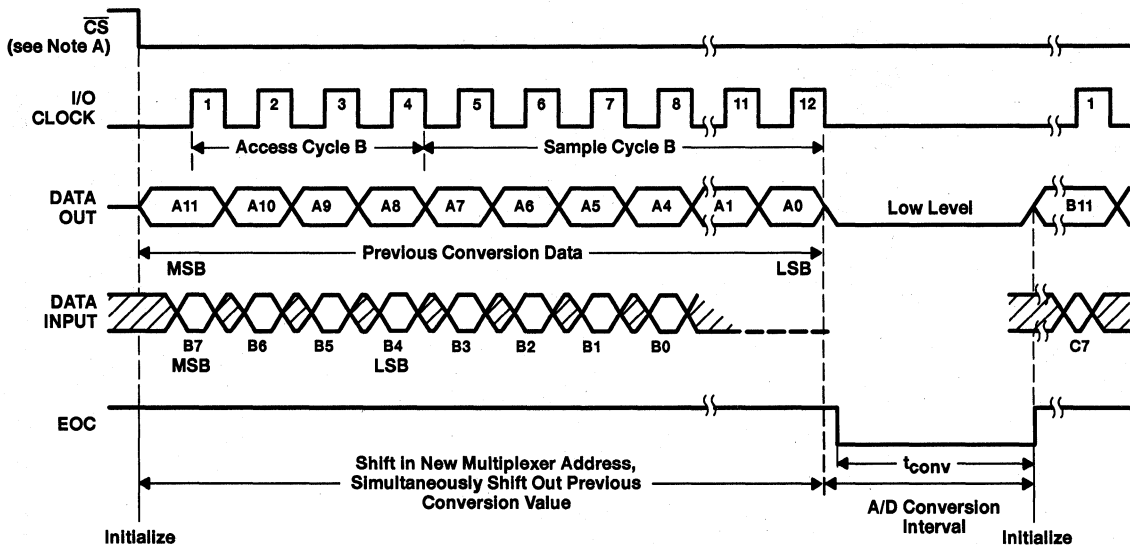 CS
(see Note A)
I/O
CLOCK
1 2 3 4 5 6 7 8 11 12 1
Access Cycle B
Sample Cycle B
DATA
OUT
A11 A10 A9 A8 A7 A6 A5 A4 A1 A0 Low Level B11
Previous Conversion Data
MSB LSB
DATA
INPUT
B7 B6 B5 B4 B3 B2 B1 B0 C7
MSB LSB
EOC
tconv
Shift in New Multiplexer Address,
Simultaneously Shift Out Previous
Conversion Value
A/D Conversion
Interval
Initialize Initialize